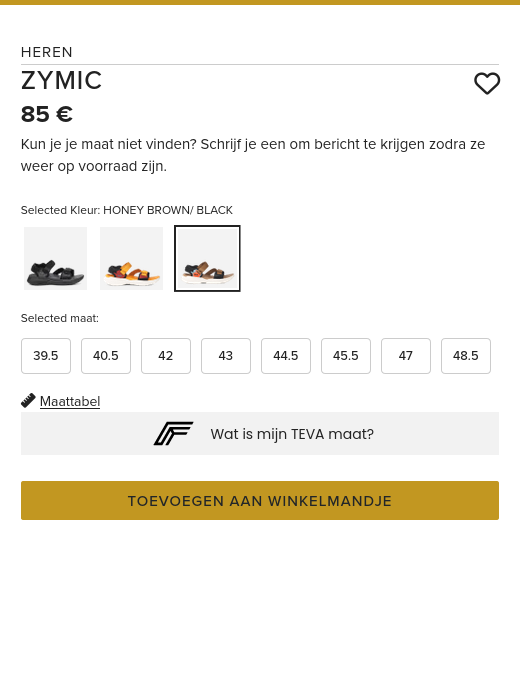 HEREN
ZYMIC
85 €
Kun je je maat niet vinden? Schrijf je een om bericht te krijgen zodra ze
weer op voorraad zijn.
Selected Kleur: HONEY BROWN/ BLACK
Selected maat:
39.5 40.5 42 43 44.5 45.5 47 48.5
Maattabel
Wat is mijn TEVA maat?
TOEVOEGEN AAN WINKELMANDJE